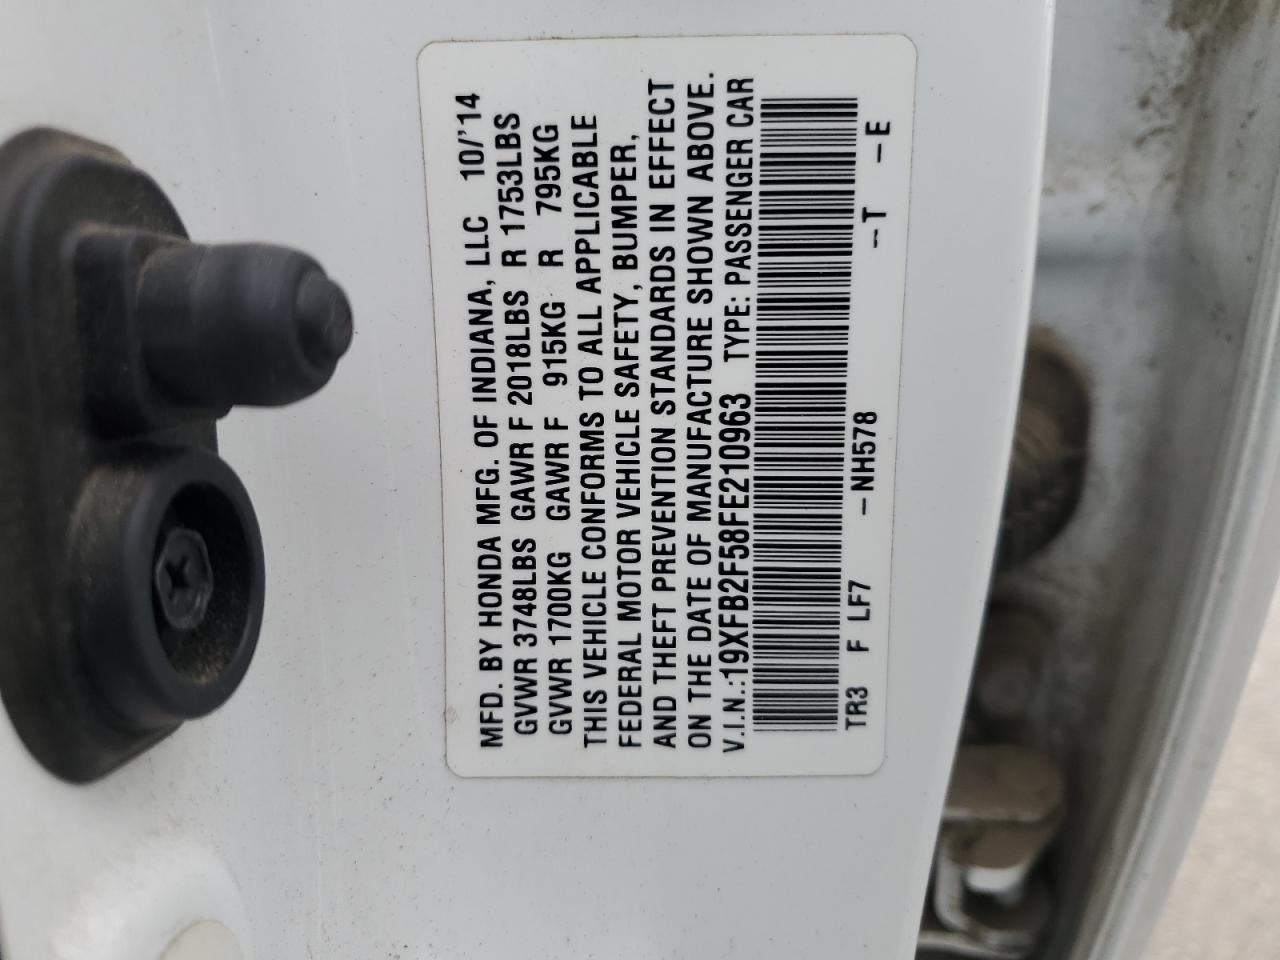 MFD. BY HONDA MFG. OF INDIANA, LLC 10/'14
GVWR 3748LBS GAWR F 2018LBS R 1753LBS
GVWR 1700KG GAWR F 915KG R 795KG
THIS VEHICLE CONFORMS TO ALL APPLICABLE
FEDERAL MOTOR VEHICLE SAFETY, BUMPER,
AND THEFT PREVENTION STANDARDS IN EFFECT
ON THE DATE OF MANUFACTURE SHOWN ABOVE.
V.I.N.:19XFB2F58FE210963 TYPE: PASSENGER CAR
TR3 F LF7 –NH578 –-T –E